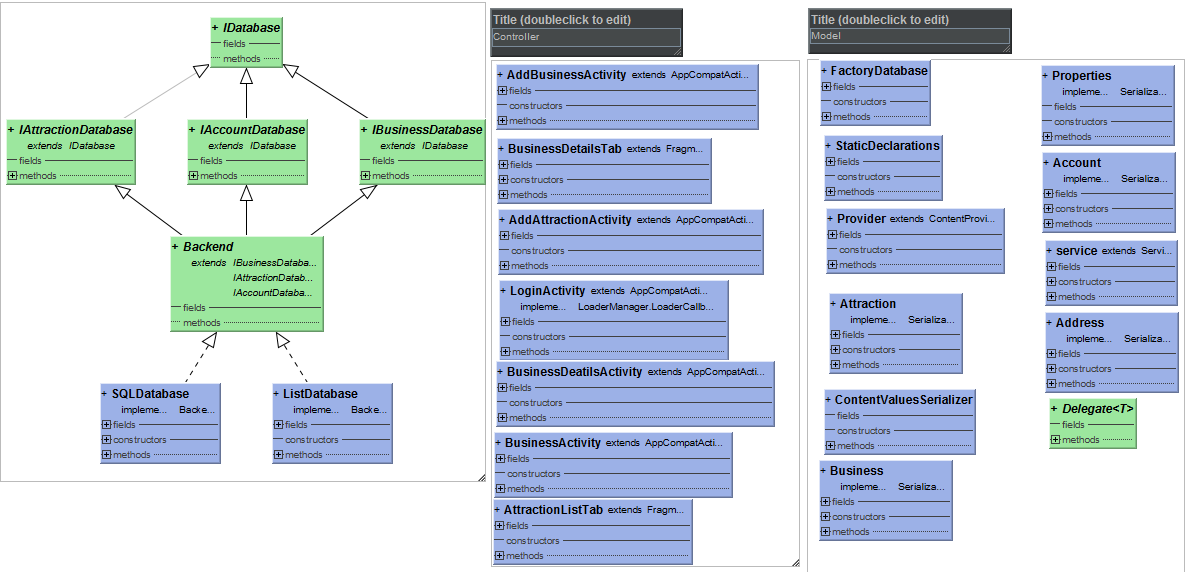 + IDatabase
fields
methods
+ IAttractionDatabase
extends IDatabase
fields
methods
+ IAccountDatabase
extends IDatabase
fields
methods
+ IBusinessDatabase
extends IDatabase
fields
methods
+ Backend
extends IBusinessDataba...
IAttractionDatab...
IAccountDataba...
fields
methods
+ SQLDatabase
impleme... Backe...
fields
constructors
methods
+ ListDatabase
impleme... Backe...
fields
constructors
methods
Title (doubleclick to edit)
Controller
+ AddBusinessActivity extends AppCompatActi...
fields
constructors
methods
+ BusinessDetailsTab extends Fragm...
fields
constructors
methods
+ AddAttractionActivity extends AppCompatActi...
fields
constructors
methods
+ LoginActivity extends AppCompatActi...
impleme... LoaderManager.LoaderCallb...
fields
constructors
methods
+ BusinessDeatilsActivity extends AppCompatActi...
fields
constructors
methods
+ BusinessActivity extends AppCompatActi...
fields
constructors
methods
+ AttractionListTab extends Fragm...
fields
constructors
methods
Title (doubleclick to edit)
Model
+ FactoryDatabase
fields
constructors
methods
+ StaticDeclarations
fields
constructors
methods
+ Provider extends ContentProvi...
fields
constructors
methods
+ Attraction
impleme... Serializa...
fields
constructors
methods
+ ContentValuesSerializer
fields
constructors
methods
+ Business
impleme... Serializa...
fields
constructors
methods
+ Properties
impleme... Serializa...
fields
constructors
methods
+ Account
impleme... Serializa...
fields
constructors
methods
+ service extends Servi...
fields
constructors
methods
+ Address
impleme... Serializa...
fields
constructors
methods
+ Delegate<T>
fields
methods